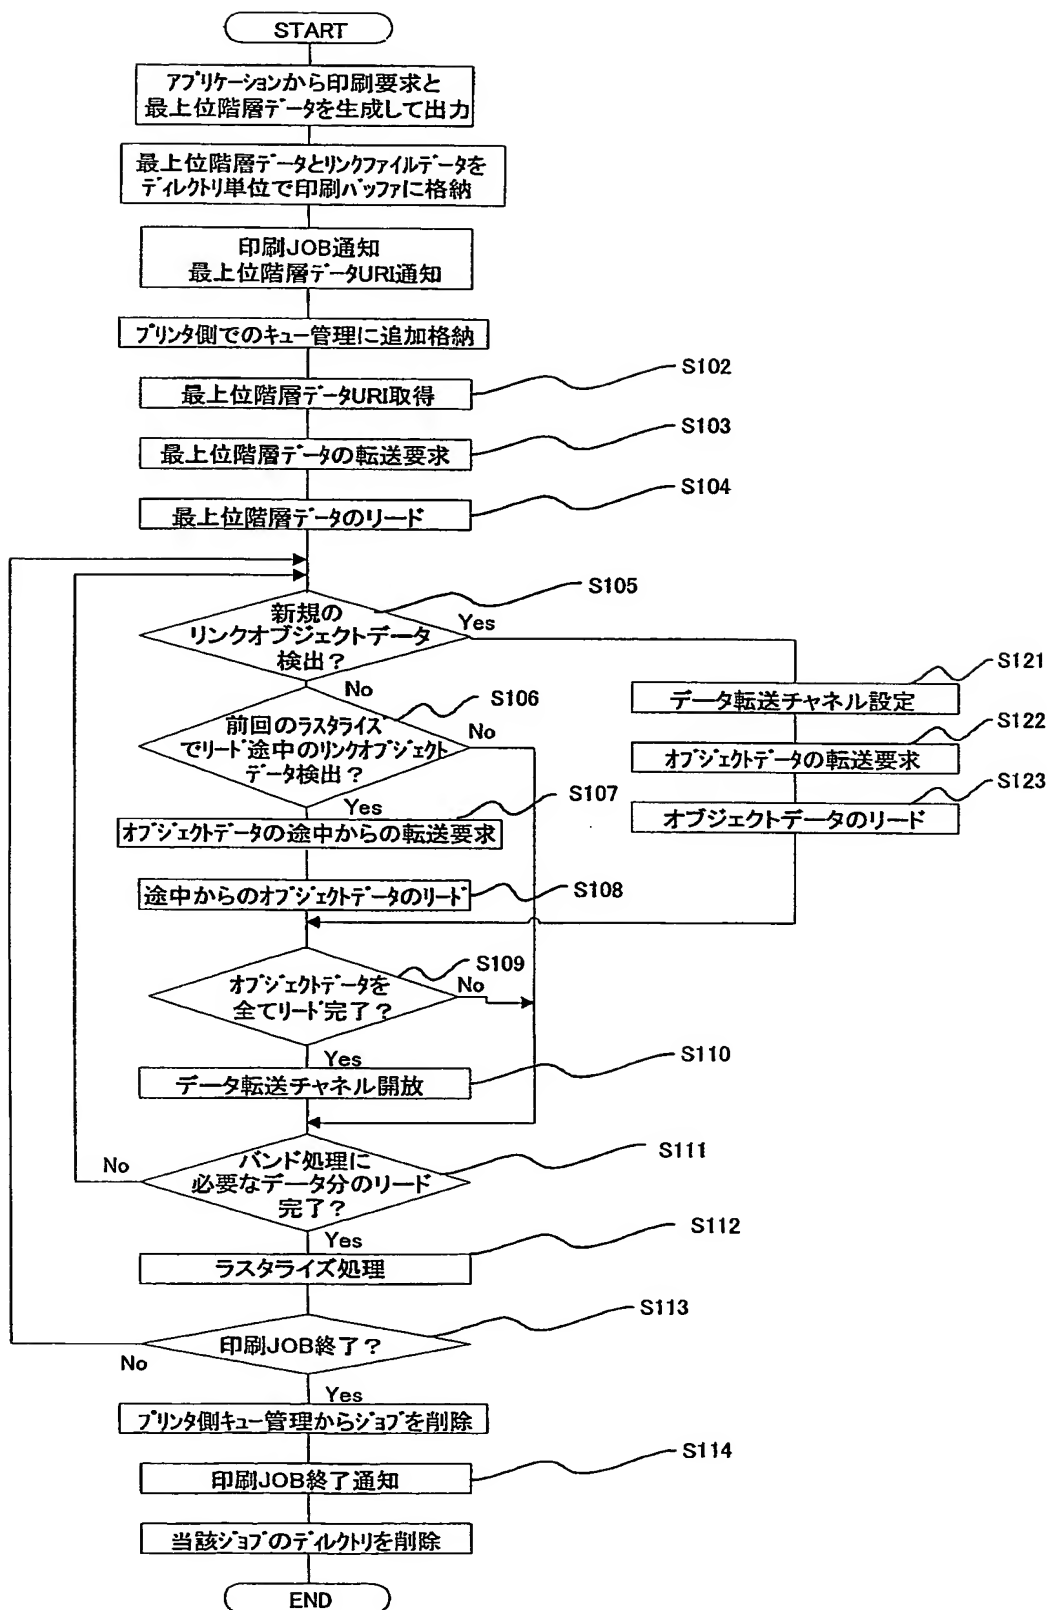 START
アプリケーションから印刷要求と
最上位階層データを生成して出力
最上位階層データとリンクファイルデータを
ディレクトリ単位で印刷バッファに格納
印刷JOB通知
最上位階層データURI通知
プリンタ側でのキュー管理に追加格納
S102
最上位階層データURI取得
S103
最上位階層データの転送要求
S104
最上位階層データのリード
S105
新規の
リンクオブジェクトデータ
検出？
Yes
No
S121
データ転送チャネル設定
S122
オブジェクトデータの転送要求
S123
オブジェクトデータのリード
S106
前回のラスタライズ
でリード途中のリンクオブジェクト
データ検出？
No
Yes
S107
オブジェクトデータの途中からの転送要求
S108
途中からのオブジェクトデータのリード
S109
オブジェクトデータを
全てリード完了？
No
Yes
S110
データ転送チャネル開放
S111
バンド処理に
必要なデータ分のリード
完了？
No
Yes
S112
ラスタライズ処理
S113
印刷JOB終了？
No
Yes
プリンタ側キュー管理からジョブを削除
S114
印刷JOB終了通知
当該ジョブのディレクトリを削除
END